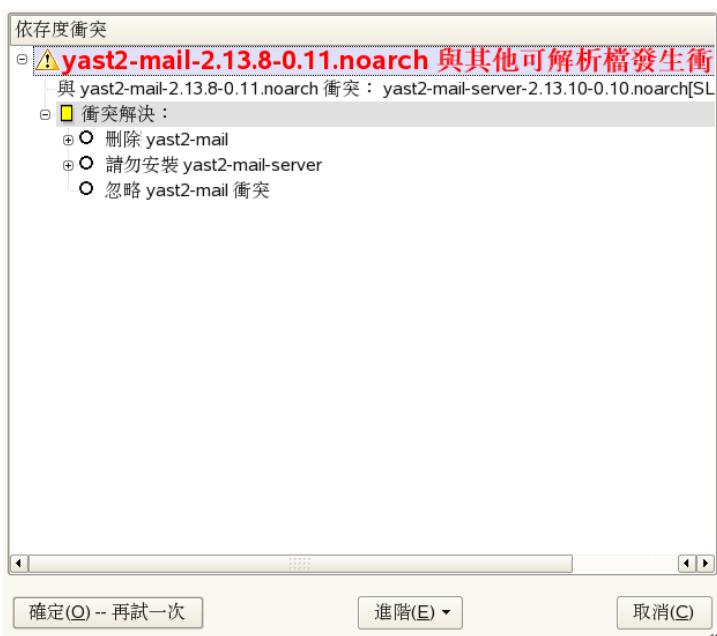 依存度衝突
yast2-mail-2.13.8-0.11.noarch 與其他可解析檔發生衝
與 yast2-mail-2.13.8-0.11.noarch 衝突： yast2-mail-server-2.13.10-0.10.noarch[SL
衝突解決：
刪除 yast2-mail
請勿安裝 yast2-mail-server
忽略 yast2-mail 衝突
確定(O) -- 再試一次 進階(E) 取消(C)